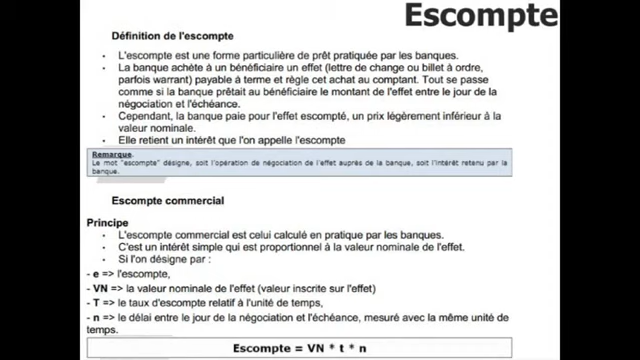 Escompte
Définition de l'escompte
• L'escompte est une forme particulière de prêt pratiquée par les banques.
• La banque achète à un bénéficiaire un effet (lettre de change ou billet à ordre,
parfois warrant) payable à terme et règle cet achat au comptant. Tout se passe
comme si la banque prêtait au bénéficiaire le montant de l'effet entre le jour de la
négociation et l'échéance.
• Cependant, la banque paie pour l'effet escompté, un prix légèrement inférieur à la
valeur nominale.
• Elle retient un intérêt que l'on appelle l'escompte
Remarque.
Le mot "escompte" désigne, soit l'opération de négociation de l'effet auprès de la banque, soit l'intérêt retenu par la
banque.
Escompte commercial
Principe
• L'escompte commercial est celui calculé en pratique par les banques.
• C'est un intérêt simple qui est proportionnel à la valeur nominale de l'effet.
• Si l'on désigne par :
- e => l'escompte,
- VN => la valeur nominale de l'effet (valeur inscrite sur l'effet)
- T => le taux d'escompte relatif à l'unité de temps,
- n => le délai entre le jour de la négociation et l'échéance, mesuré avec la même unité de
temps.
Escompte = VN * t * n